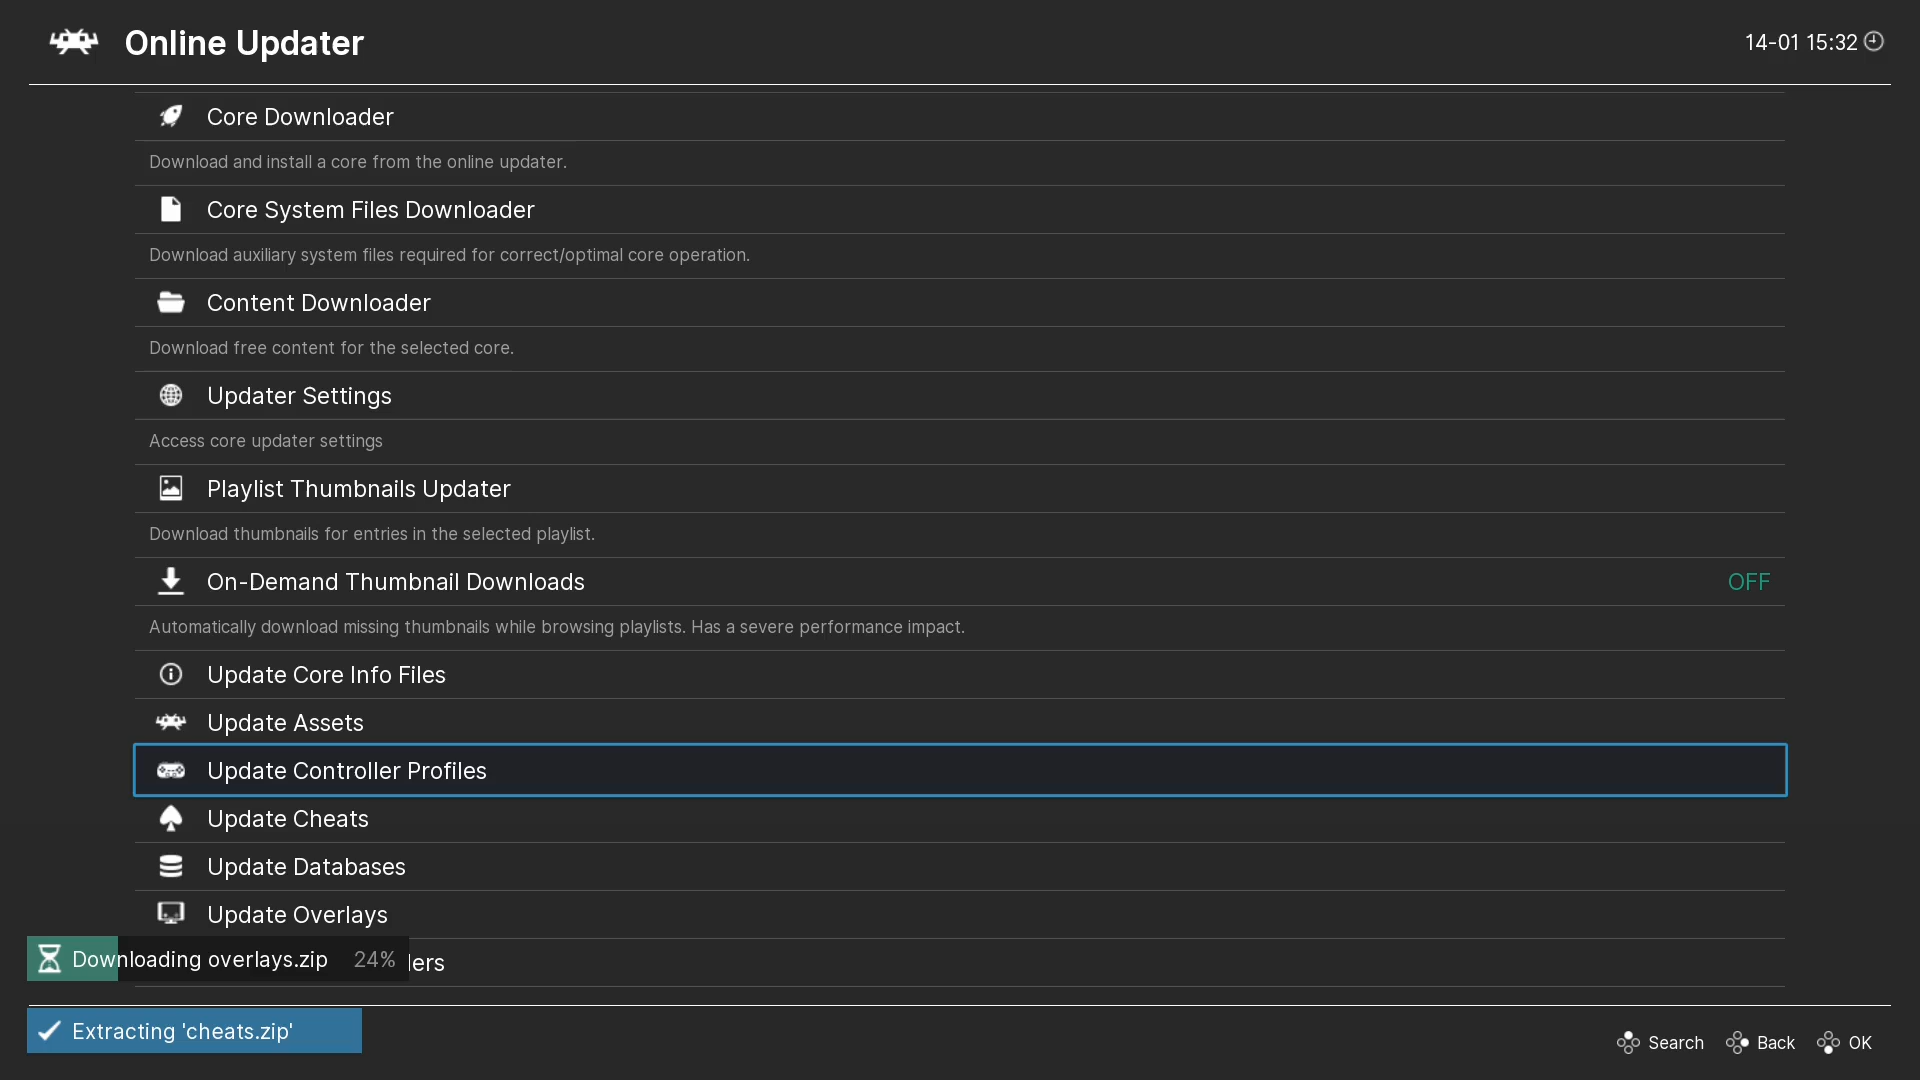 Online Updater
14-01 15:32
Core Downloader
Download and install a core from the online updater.
Core System Files Downloader
Download auxiliary system files required for correct/optimal core operation.
Content Downloader
Download free content for the selected core.
Updater Settings
Access core updater settings
Playlist Thumbnails Updater
Download thumbnails for entries in the selected playlist.
On-Demand Thumbnail Downloads OFF
Automatically download missing thumbnails while browsing playlists. Has a severe performance impact.
Update Core Info Files
Update Assets
Update Controller Profiles
Update Cheats
Update Databases
Update Overlays
Downloading overlays.zip 24%
Extracting 'cheats.zip'
Search Back OK